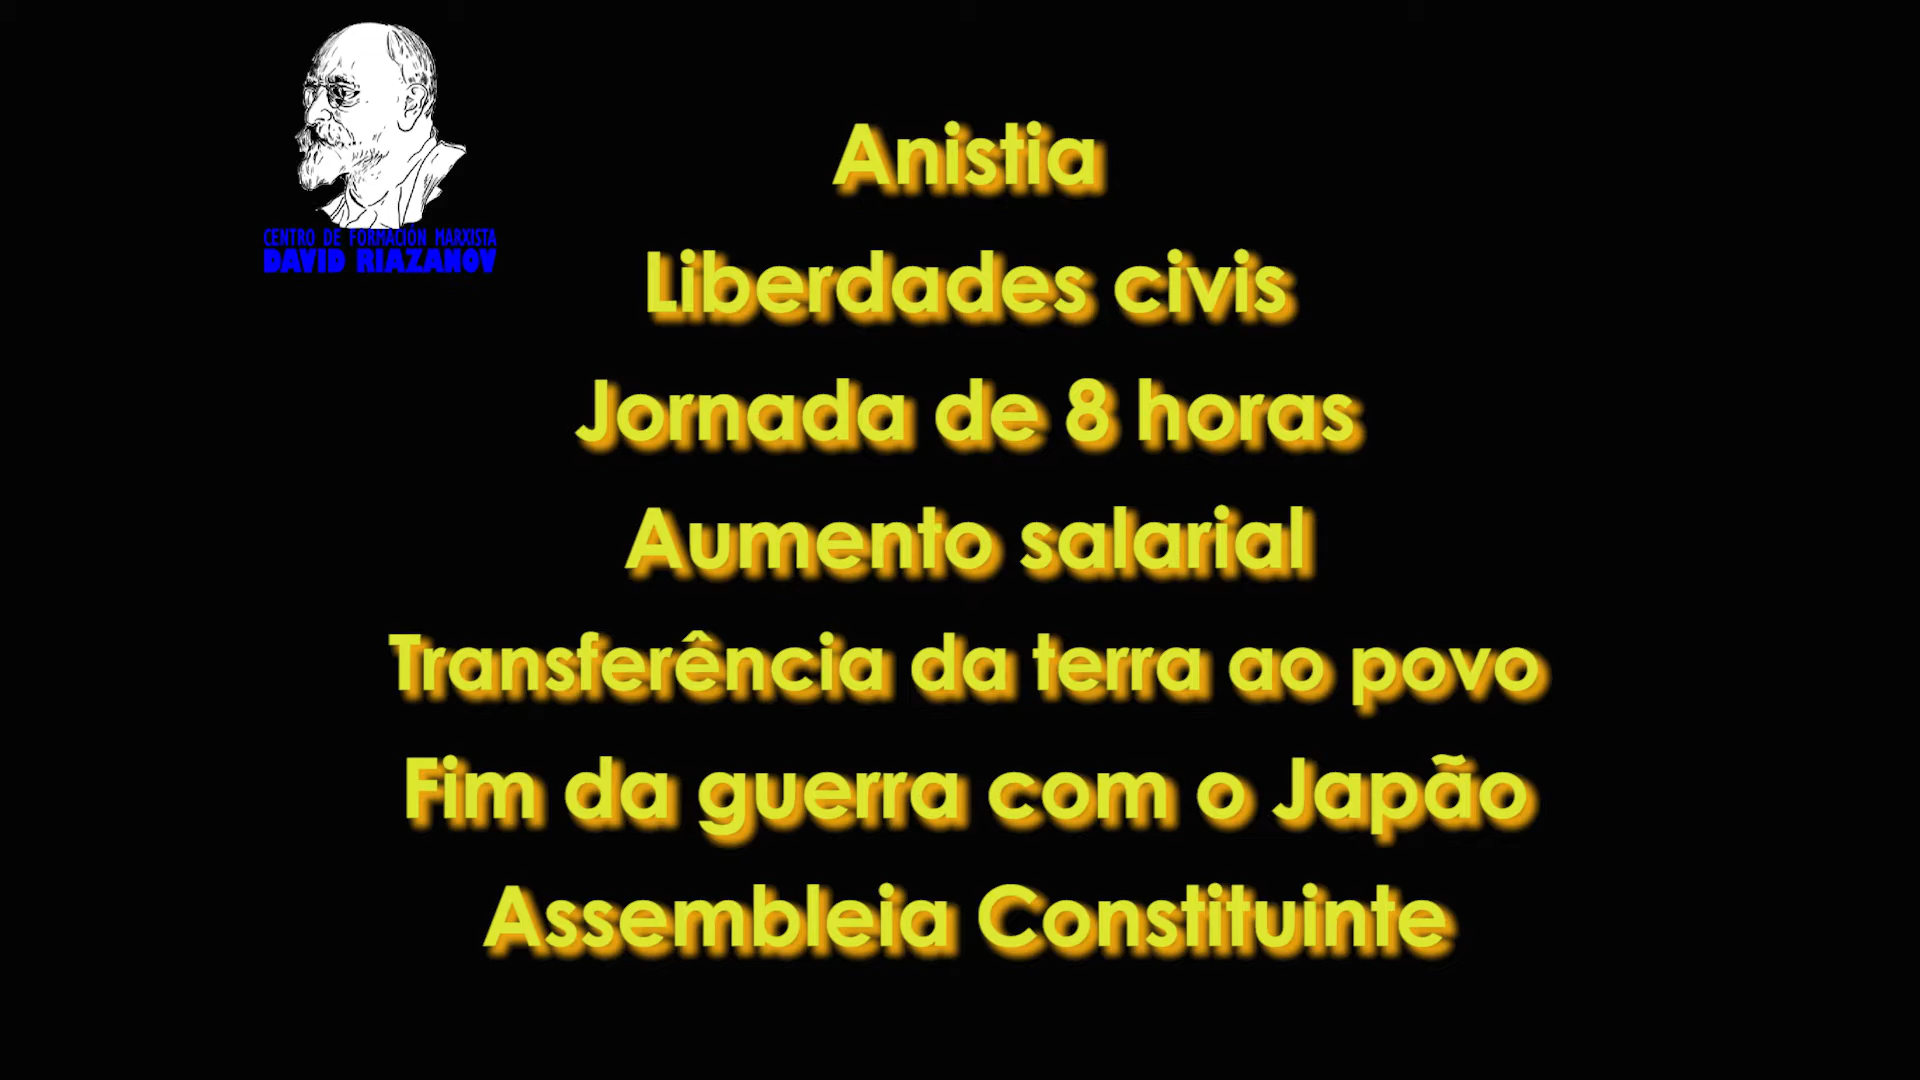 CENTRO DE FORMACIÓN MARXISTA
DAVID RIAZANOV
Anistia
Liberdades civis
Jornada de 8 horas
Aumento salarial
Transferência da terra ao povo
Fim da guerra com o Japão
Assembleia Constituinte